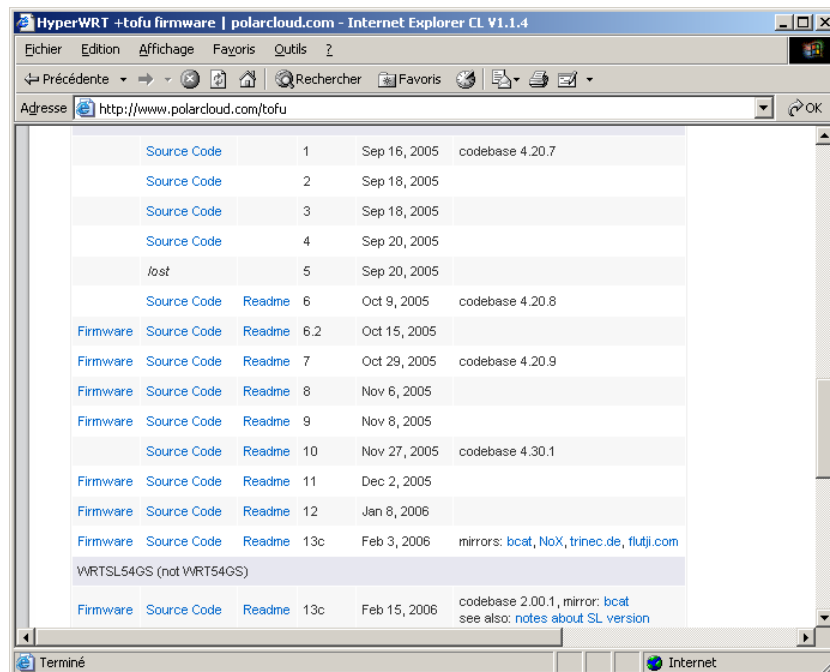 HyperWRT +tofu firmware | polarcloud.com - Internet Explorer CL V1.1.4
Fichier Edition Affichage Favoris Outils ?
Précédente Rechercher Favoris
Adresse http://www.polarcloud.com/tofu OK
Source Code 1 Sep 16, 2005 codebase 4.20.7
Source Code 2 Sep 18, 2005
Source Code 3 Sep 18, 2005
Source Code 4 Sep 20, 2005
lost 5 Sep 20, 2005
Source Code Readme 6 Oct 9, 2005 codebase 4.20.8
Firmware Source Code Readme 6.2 Oct 15, 2005
Firmware Source Code Readme 7 Oct 29, 2005 codebase 4.20.9
Firmware Source Code Readme 8 Nov 6, 2005
Firmware Source Code Readme 9 Nov 8, 2005
Source Code Readme 10 Nov 27, 2005 codebase 4.30.1
Firmware Source Code Readme 11 Dec 2, 2005
Firmware Source Code Readme 12 Jan 8, 2006
Firmware Source Code Readme 13c Feb 3, 2006 mirrors: bcat, NoX, trinec.de, flutji.com
WRTSL54GS (not WRT54GS)
Firmware Source Code Readme 13c Feb 15, 2006 codebase 2.00.1, mirror: bcat
see also: notes about SL version
Terminé Internet